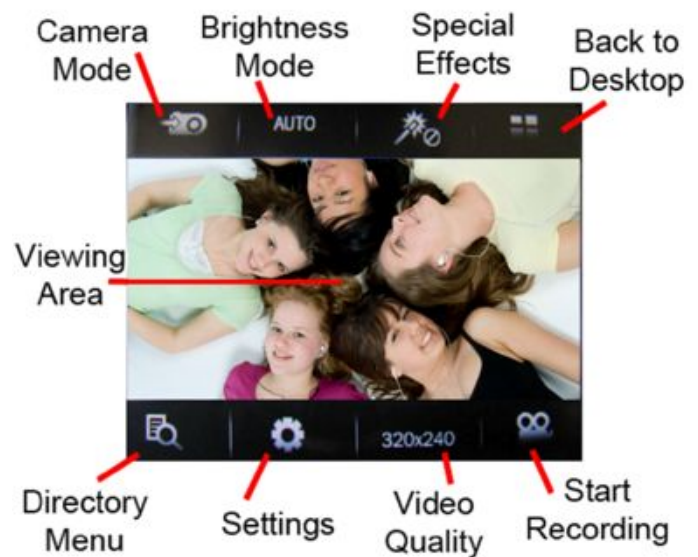 Camera
Mode
Brightness
Mode
Special
Effects
Back to
Desktop
AUTO
Viewing
Area
320x240
Directory
Menu
Settings
Video
Quality
Start
Recording